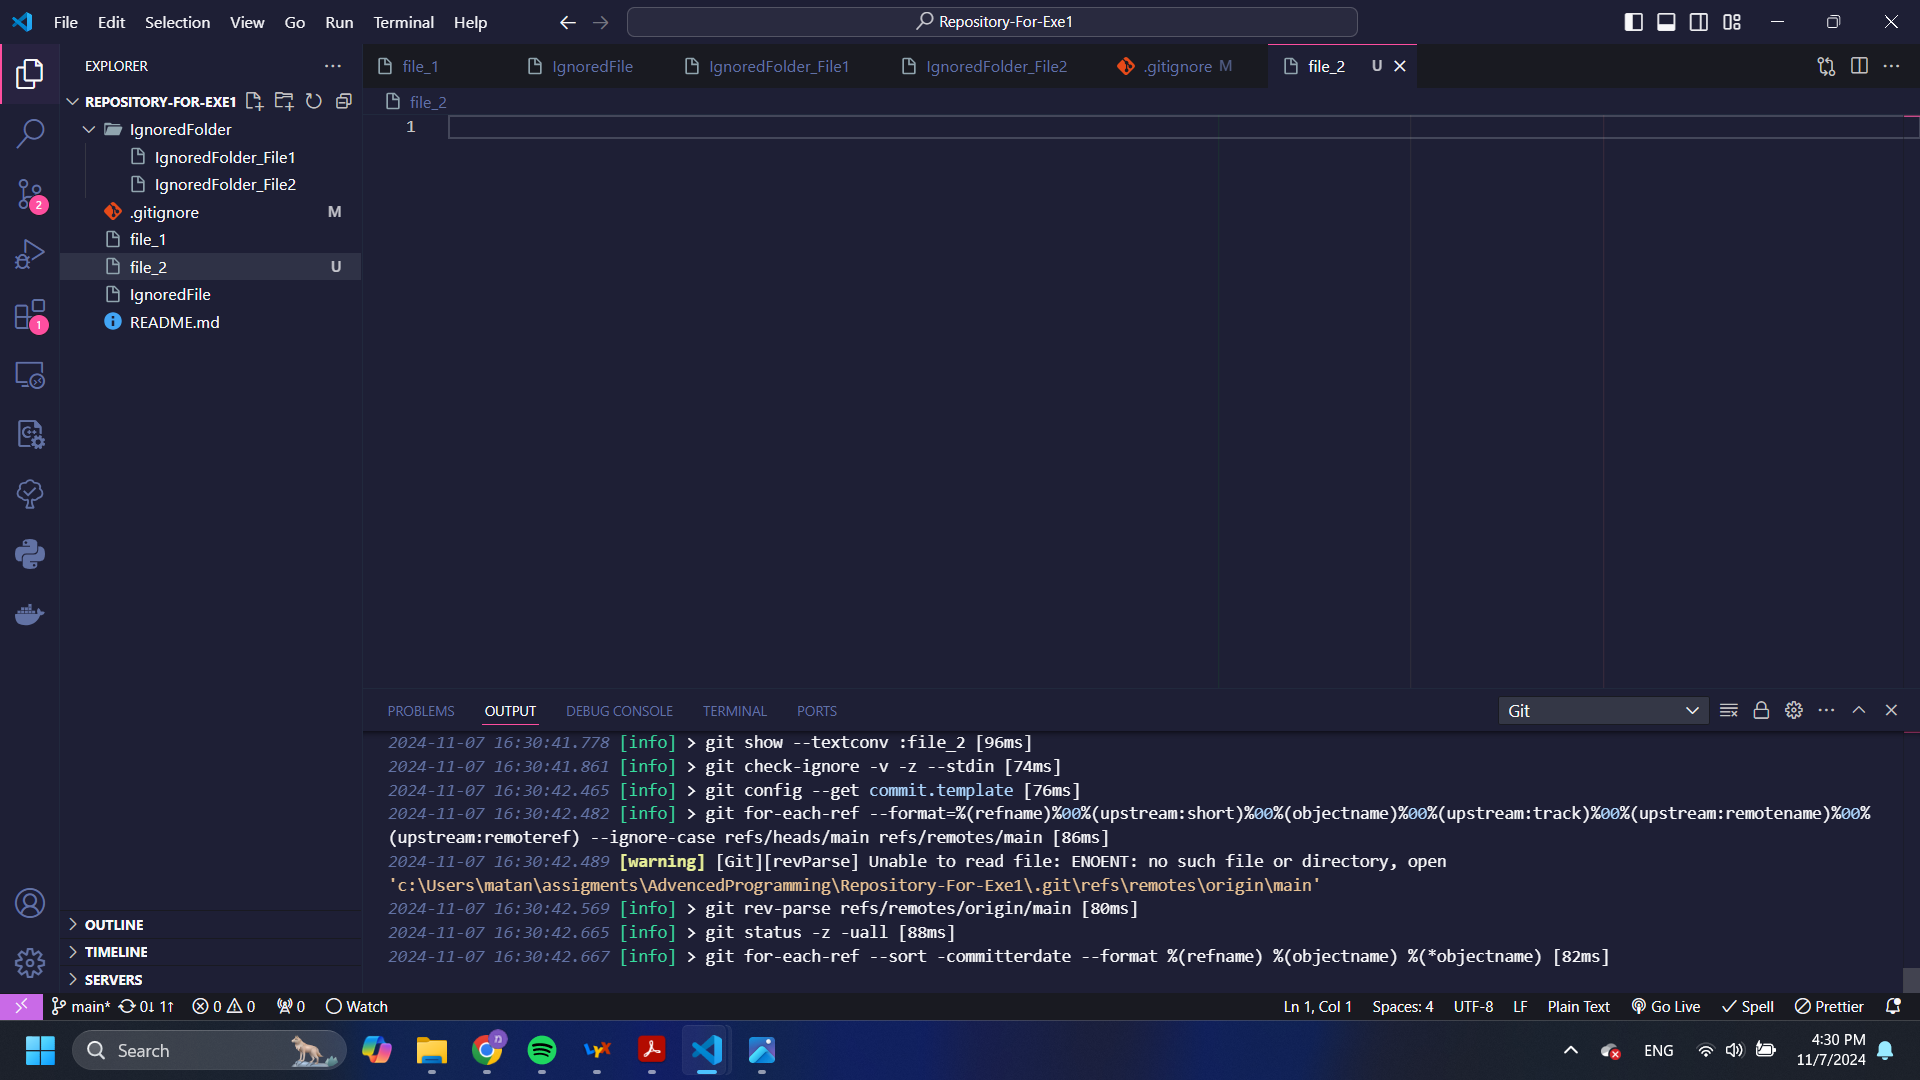 File Edit Selection View Go Run Terminal Help
Repository-For-Exe1
EXPLORER
REPOSITORY-FOR-EXE1
IgnoredFolder
IgnoredFolder_File1
IgnoredFolder_File2
.gitignore M
file_1
file_2 U
IgnoredFile
README.md
2
1
OUTLINE
TIMELINE
SERVERS
file_1 IgnoredFile IgnoredFolder_File1 IgnoredFolder_File2 .gitignore M file_2 U
file_2
1
PROBLEMS OUTPUT DEBUG CONSOLE TERMINAL PORTS Git
2024-11-07 16:30:41.778 [info] > git show --textconv :file_2 [96ms]
2024-11-07 16:30:41.861 [info] > git check-ignore -v -z --stdin [74ms]
2024-11-07 16:30:42.465 [info] > git config --get commit.template [76ms]
2024-11-07 16:30:42.482 [info] > git for-each-ref --format=%(refname)%00%(upstream:short)%00%(objectname)%00%(upstream:track)%00%(upstream:remotename)%00%
(upstream:remoteref) --ignore-case refs/heads/main refs/remotes/main [86ms]
2024-11-07 16:30:42.489 [warning] [Git][revParse] Unable to read file: ENOENT: no such file or directory, open
'c:\Users\matan\assigments\AdvencedProgramming\Repository-For-Exe1\.git\refs\remotes\origin\main'
2024-11-07 16:30:42.569 [info] > git rev-parse refs/remotes/origin/main [80ms]
2024-11-07 16:30:42.665 [info] > git status -z -uall [88ms]
2024-11-07 16:30:42.667 [info] > git for-each-ref --sort -committerdate --format %(refname) %(objectname) %(*objectname) [82ms]
main* 0↓ 1↑ 0 0 0 Watch Ln 1, Col 1 Spaces: 4 UTF-8 LF Plain Text Go Live Spell Prettier
Search n LyX ENG 4:30 PM
11/7/2024